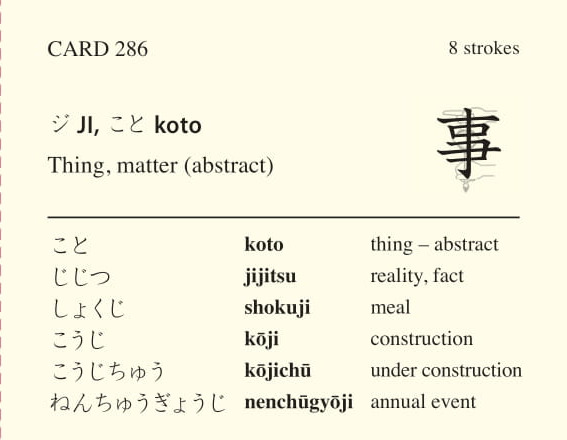 CARD 286 8 strokes
ジ JI, こと koto
Thing, matter (abstract)
事
こと koto thing – abstract
じじつ jijitsu reality, fact
しょくじ shokuji meal
こうじ kōji construction
こうじちゅう kōjichū under construction
ねんちゅうぎょうじ nenchūgyōji annual event